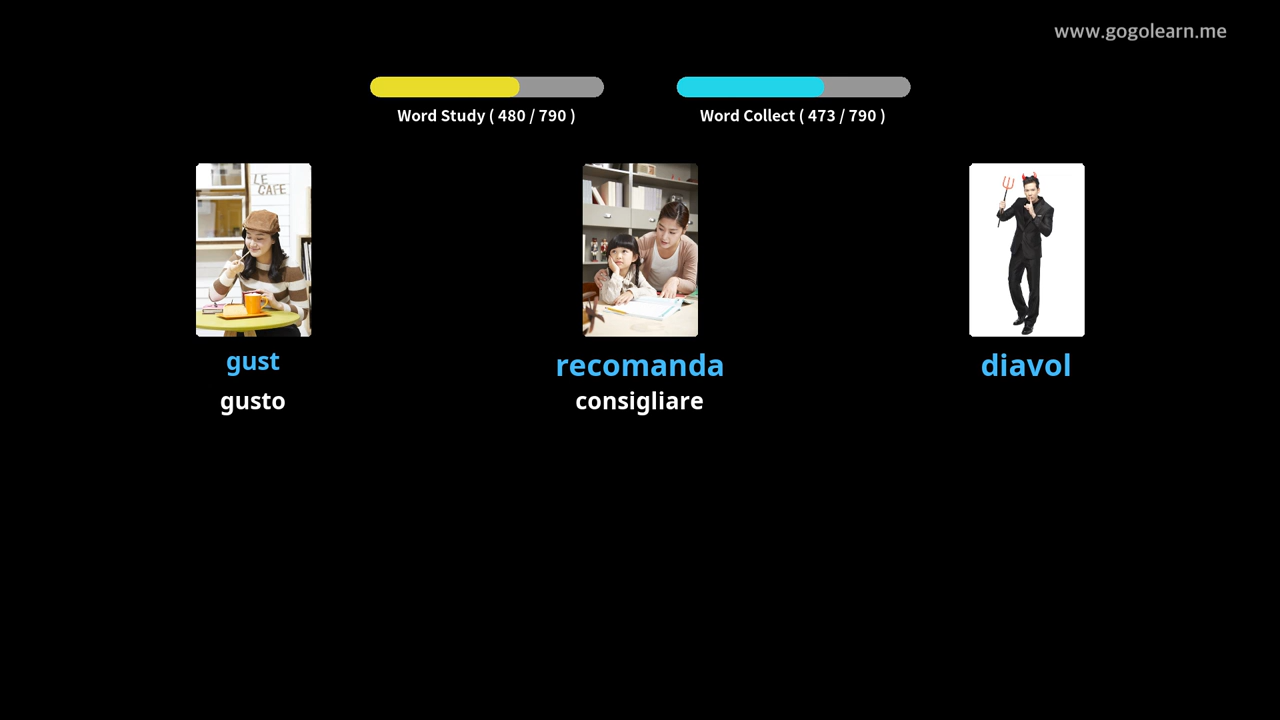 www.gogolearn.me
Word Study ( 480 / 790 )
Word Collect ( 473 / 790 )
LE
CAFE
gust
recomanda
diavol
gusto
consigliare